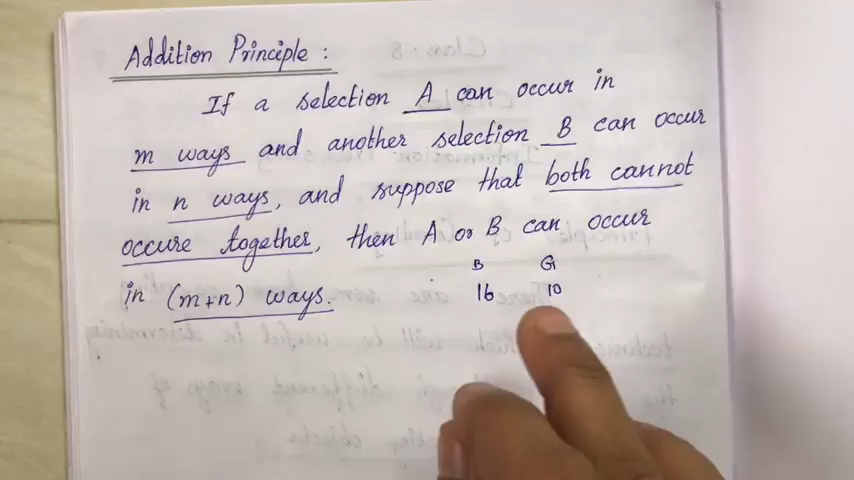 Addition Principle :
If a selection A can occur in
m ways and another selection B can occur
in n ways, and suppose that both cannot
occure together, then A or B can occur
in (m+n) ways.
B G
16 10